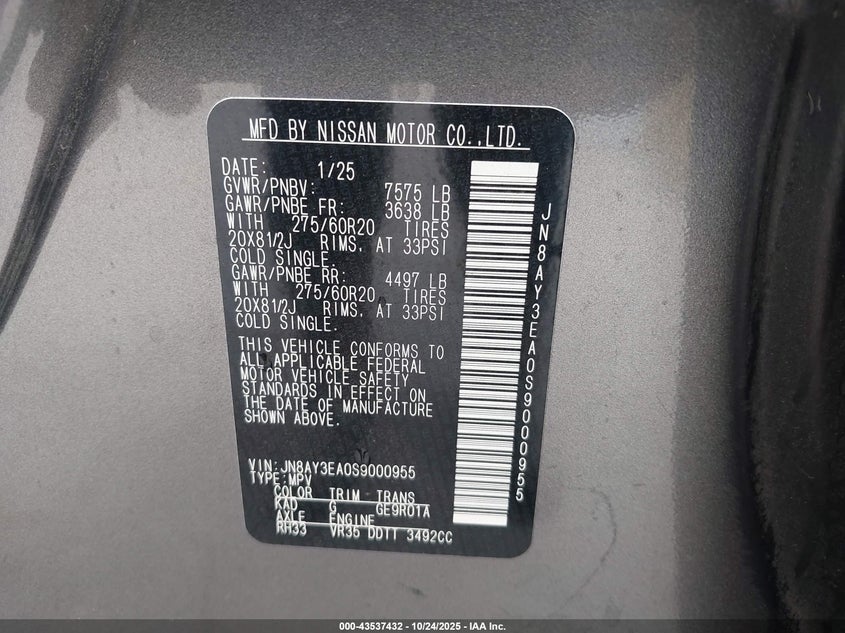 MFD BY NISSAN MOTOR CO.,LTD.
DATE: 1/25
GVWR/PNBV: 7575 LB
GAWR/PNBE FR: 3638 LB
WITH 275/60R20 TIRES
20X81/2J RIMS. AT 33PSI
COLD SINGLE.
GAWR/PNBE RR: 4497 LB
WITH 275/60R20 TIRES
20X81/2J RIMS. AT 33PSI
COLD SINGLE.
THIS VEHICLE CONFORMS TO
ALL APPLICABLE FEDERAL
MOTOR VEHICLE SAFETY
STANDARDS IN EFFECT ON
THE DATE OF MANUFACTURE
SHOWN ABOVE.
VIN:JN8AY3EA0S9000955
TYPE:MPV
COLOR TRIM TRANS
KAD G GE9R01A
AXLE ENGINE
RH33 VR35 DDTT 3492CC
JN8AY3EA0S9000955
000-43537432 - 10/24/2025 - IAA Inc.